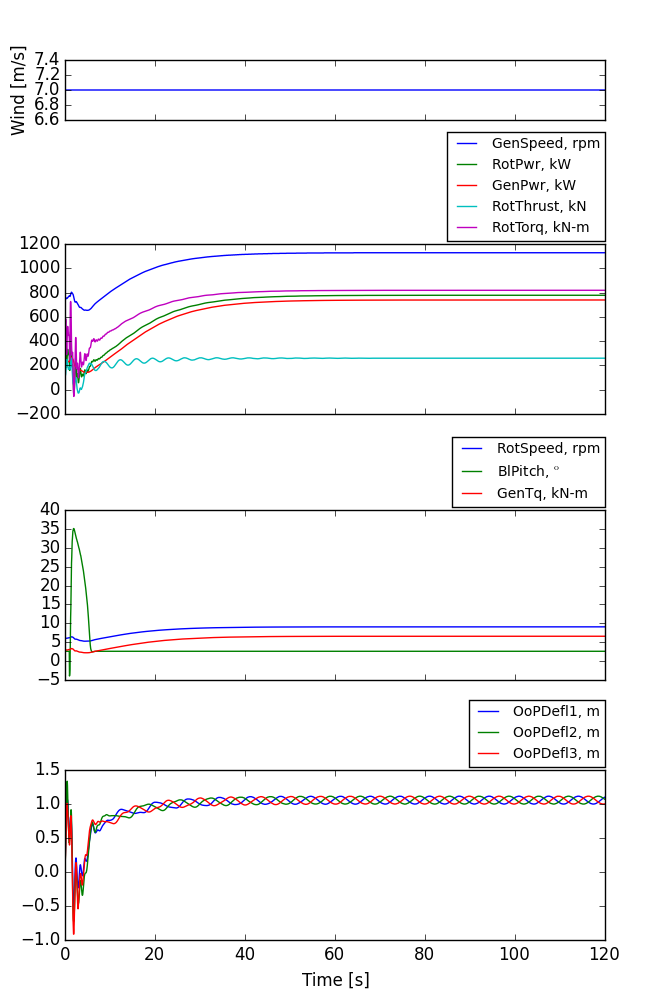 Wind [m/s]
7.4
7.2
7.0
6.8
6.6
GenSpeed, rpm
RotPwr, kW
GenPwr, kW
RotThrust, kN
RotTorq, kN-m
1200
1000
800
600
400
200
0
−200
RotSpeed, rpm
BlPitch, °
GenTq, kN-m
40
35
30
25
20
15
10
5
0
−5
OoPDefl1, m
OoPDefl2, m
OoPDefl3, m
1.5
1.0
0.5
0.0
−0.5
−1.0
0 20 40 60 80 100 120
Time [s]